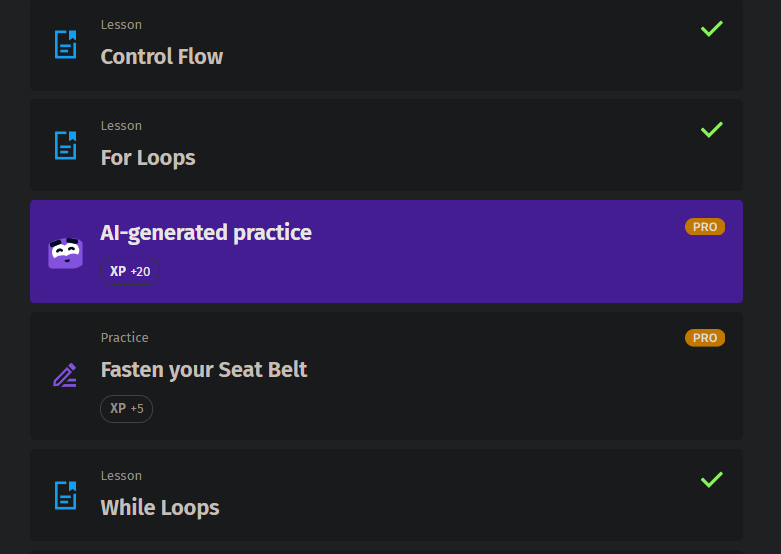 Lesson
Control Flow
Lesson
For Loops
AI-generated practice
PRO
XP +20
Practice
PRO
Fasten your Seat Belt
XP +5
Lesson
While Loops